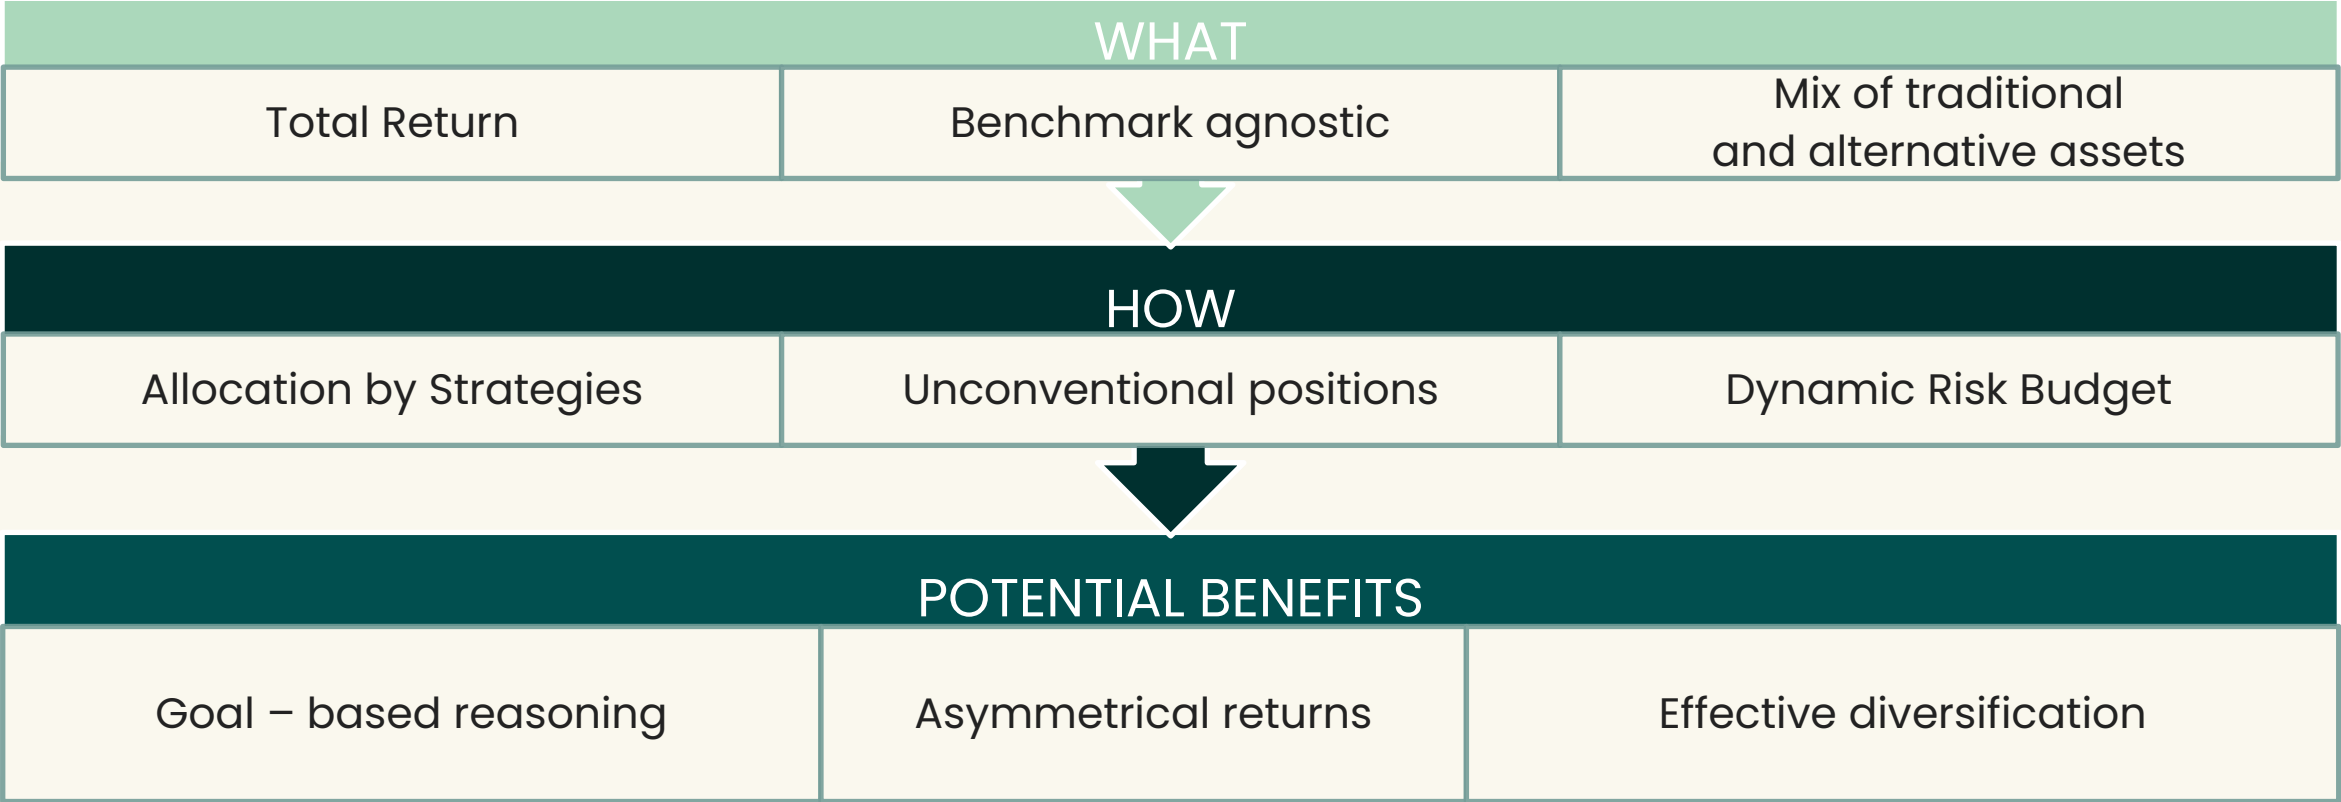 WHAT
Total Return
Benchmark agnostic
Mix of traditional
and alternative assets
HOW
Allocation by Strategies
Unconventional positions
Dynamic Risk Budget
POTENTIAL BENEFITS
Goal – based reasoning
Asymmetrical returns
Effective diversification